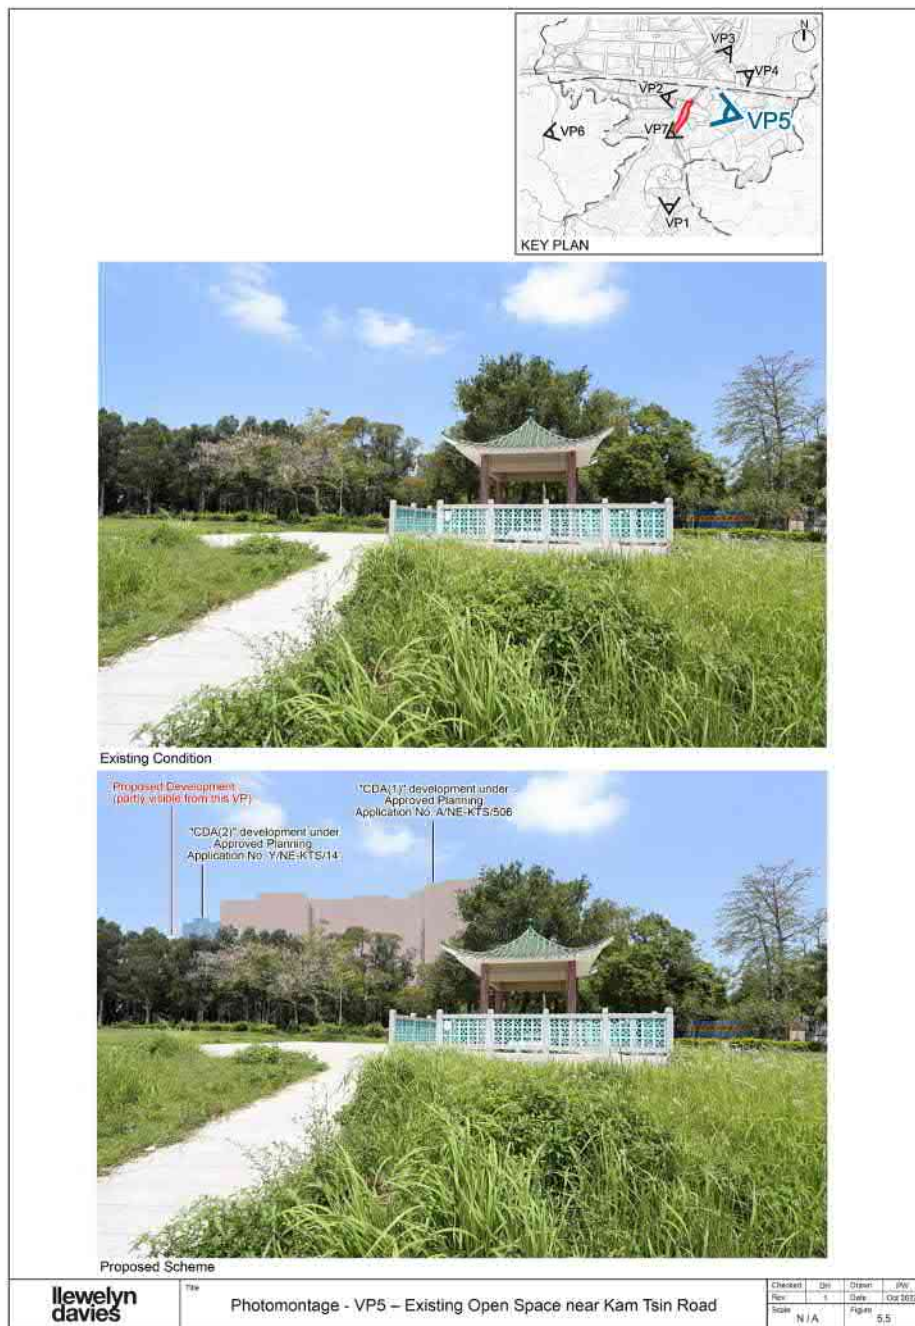 N
VP3
VP4
VP2
VP5
VP6
VP7
VP1
KEY PLAN
Existing Condition
Proposed Development
(partly visible from this VP)
"CDA(2)" development under
Approved Planning
Application No. Y/NE-KTS/14
"CDA(1)" development under
Approved Planning
Application No. A/NE-KTS/506
Proposed Scheme
llewelyn
davies
Title
Photomontage - VP5 – Existing Open Space near Kam Tsin Road
Checked DH Drawn PW
Rev 1 Date Oct
Scale N / A Figure 5.5